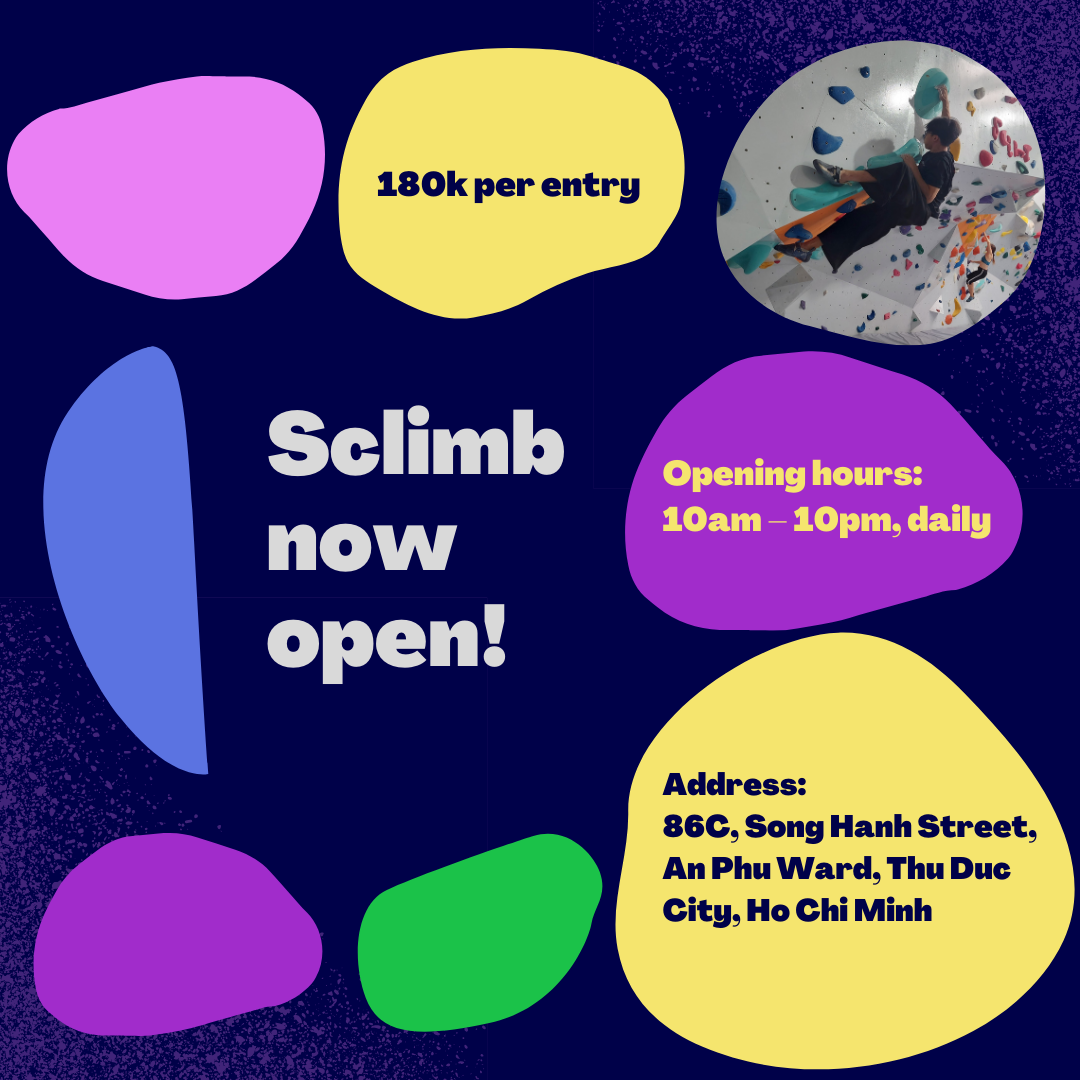 180k per entry
Sclimb
now
open!
Opening hours:
10am – 10pm, daily
Address:
86C, Song Hanh Street,
An Phu Ward, Thu Duc
City, Ho Chi Minh